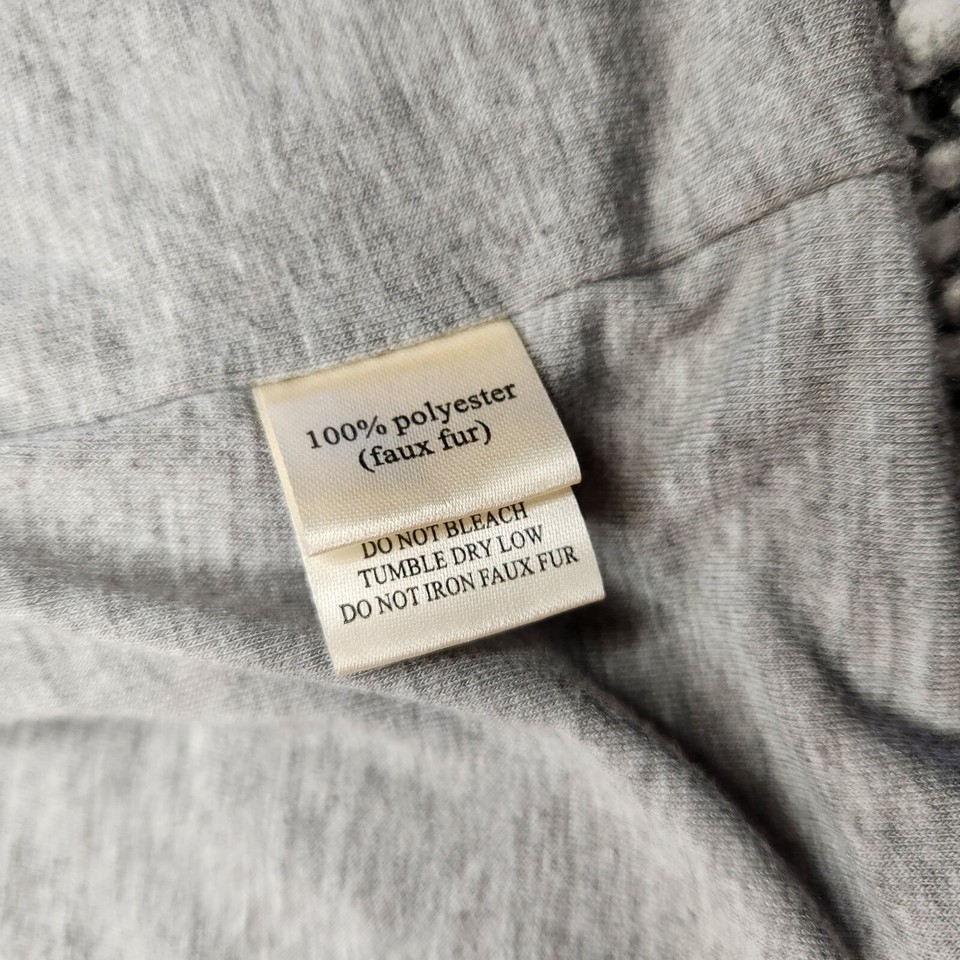 100% polyester
(faux fur)
DO NOT BLEACH
TUMBLE DRY LOW
DO NOT IRON FAUX FUR